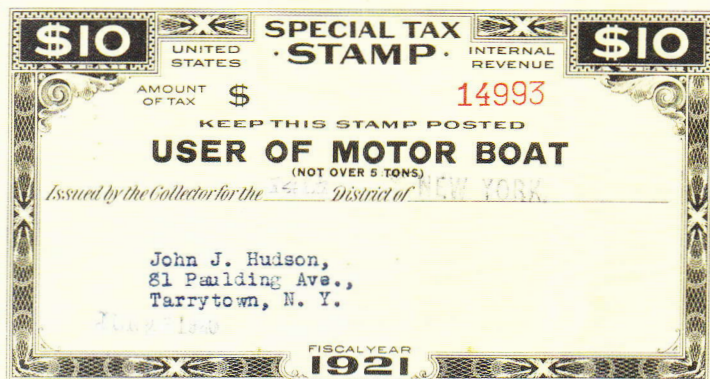 $10 SPECIAL TAX $10
UNITED STATES · STAMP · INTERNAL REVENUE
AMOUNT OF TAX $ 14993
KEEP THIS STAMP POSTED
USER OF MOTOR BOAT
(NOT OVER 5 TONS)
Issued by the Collector for the 14th District of NEW YORK.
John J. Hudson,
81 Paulding Ave.,
Tarrytown, N. Y.
FISCAL YEAR
1921